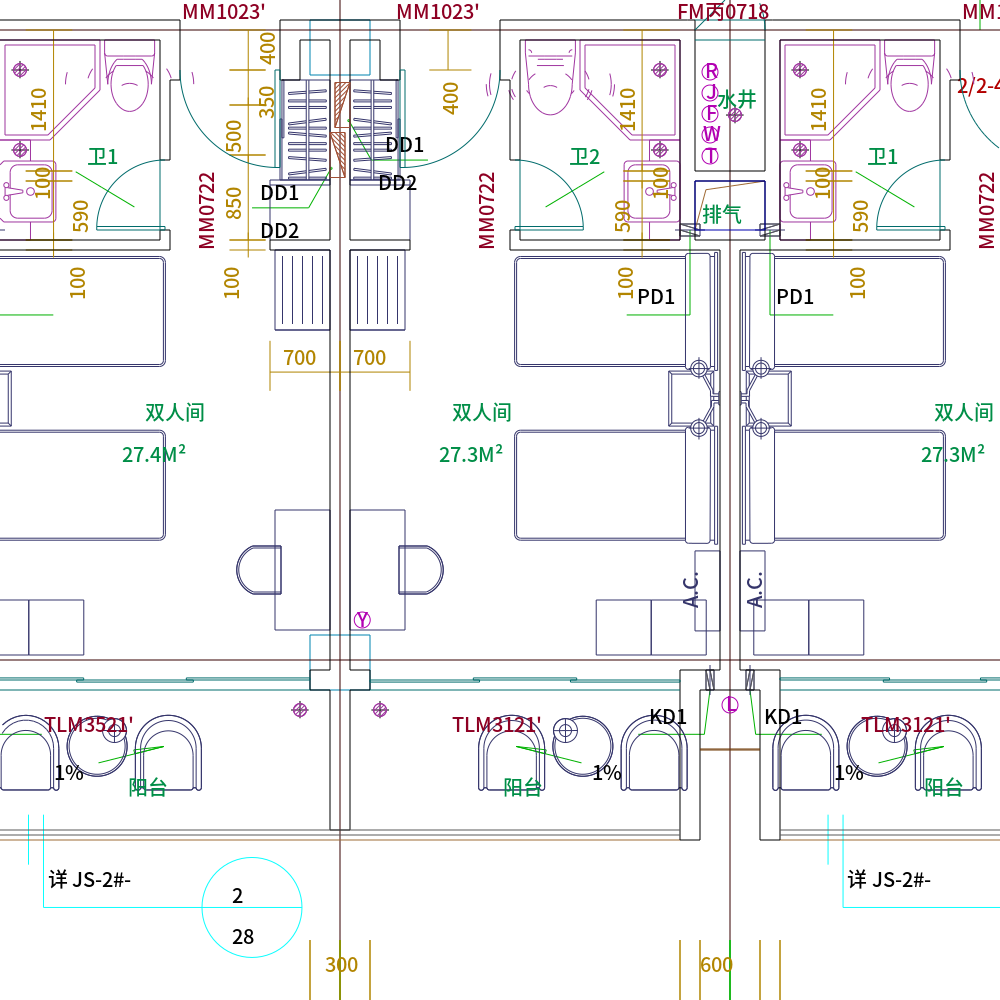 MM1023'
MM1023'
FM丙0718
MM1
400
350
500
850
100
400
1410
100
590
100
卫1
MM0722
DD1
DD2
DD1
DD2
MM0722
卫2
1410
100
590
100
R
J
F
W
T
水井
排气
PD1
PD1
1410
100
590
100
卫1
2/2-4
MM0722
700
700
双人间
27.4M²
双人间
27.3M²
双人间
27.3M²
A.C.
A.C.
Y
L
KD1
KD1
TLM3521'
1%
阳台
TLM3121'
1%
阳台
TLM3121'
1%
阳台
详 JS-2#-
详 JS-2#-
2
28
300
600